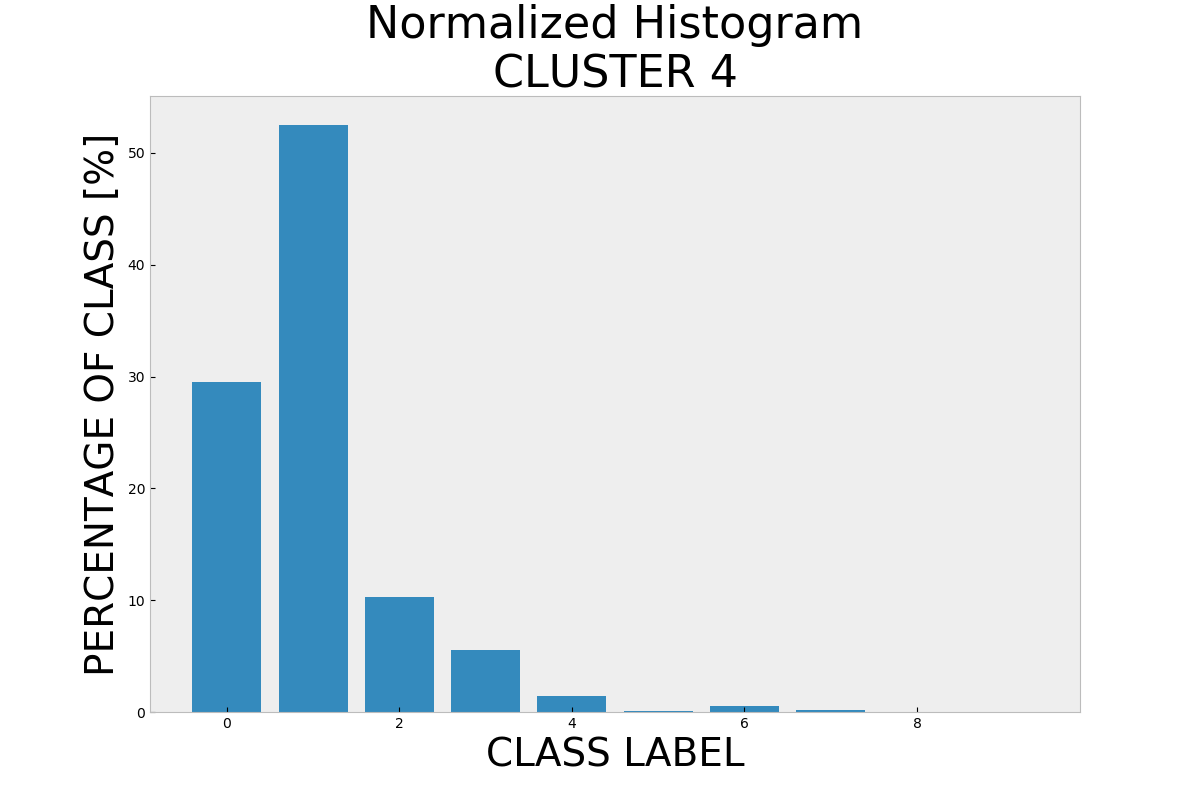 Normalized Histogram
CLUSTER 4
PERCENTAGE OF CLASS [%]
50
40
30
20
10
0
0 2 4 6 8
CLASS LABEL